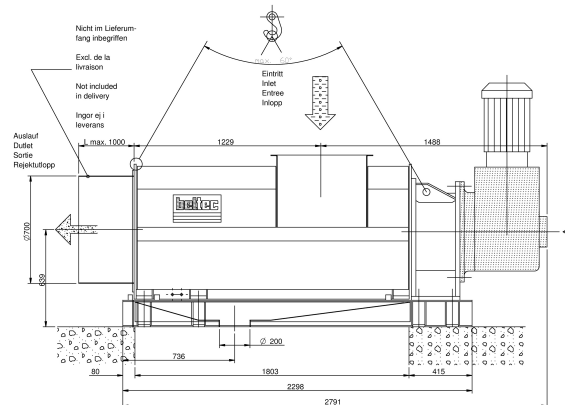 Nicht im Lieferum-
fang inbegriffen
Excl. de la
livraison
Not included
in delivery
Ingor ej i
leverans
max. 60°
Eintritt
Inlet
Entree
Inlopp
Auslauf
Dutlet
Sortie
Rejektutlopp
L max. 1000
1229
1488
Ø700
639
Ø 200
736
80
1803
415
2298
2791